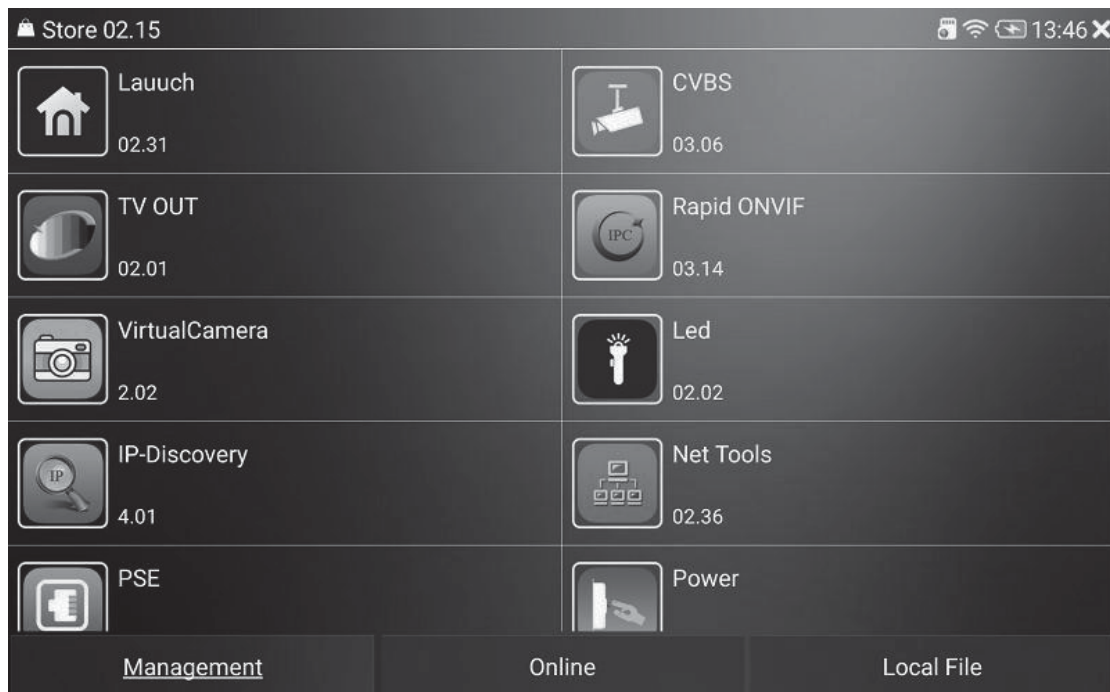 Store 02.15
13:46
Lauuch
02.31
CVBS
03.06
TV OUT
02.01
Rapid ONVIF
IPC
03.14
VirtualCamera
2.02
Led
02.02
IP-Discovery
IP
4.01
Net Tools
02.36
PSE
Power
Management
Online
Local File